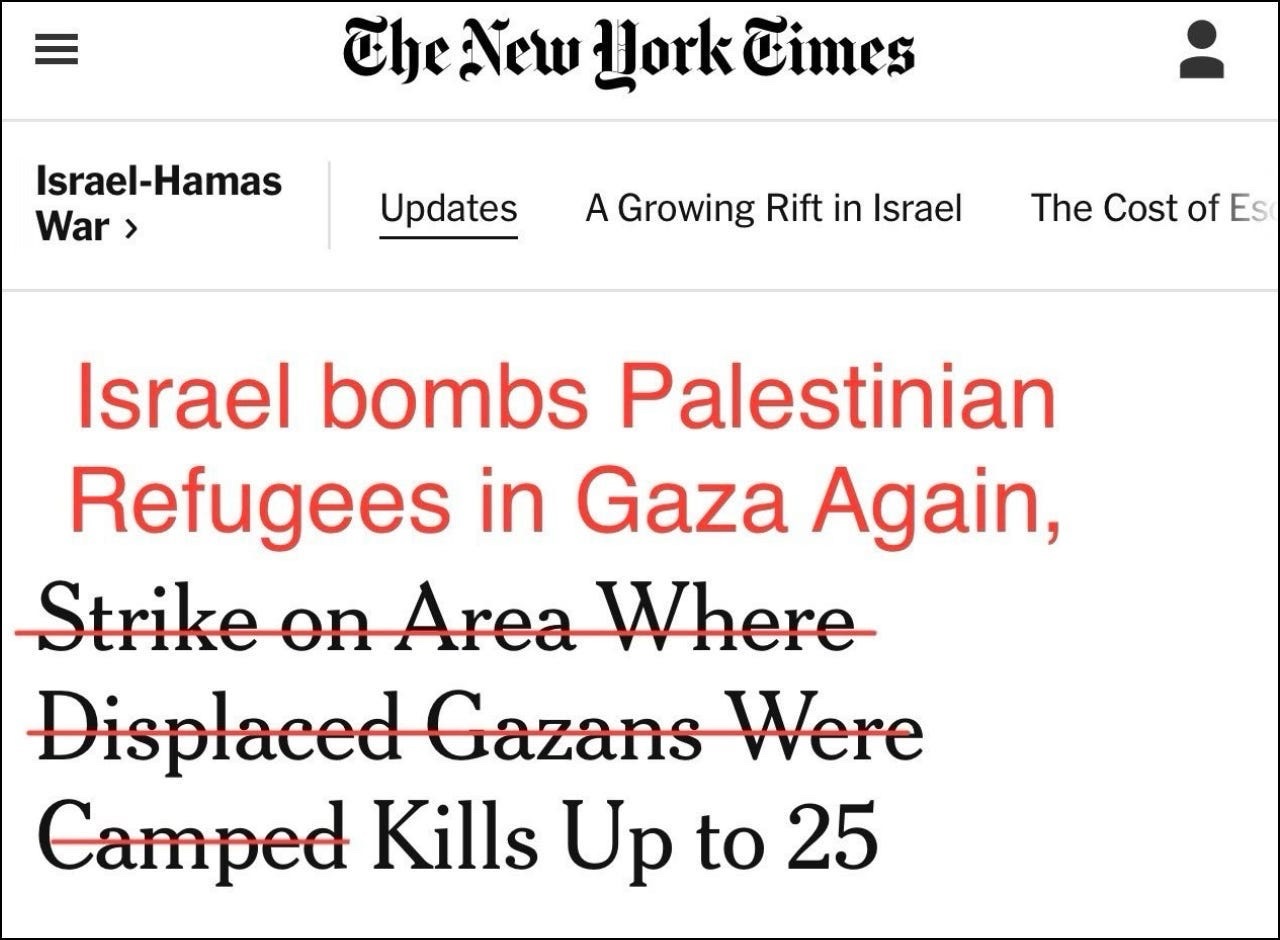 The New York Times
Israel-Hamas
War >
Updates
A Growing Rift in Israel
The Cost of Esc
Israel bombs Palestinian
Refugees in Gaza Again,
Strike on Area Where
Displaced Gazans Were
Camped Kills Up to 25